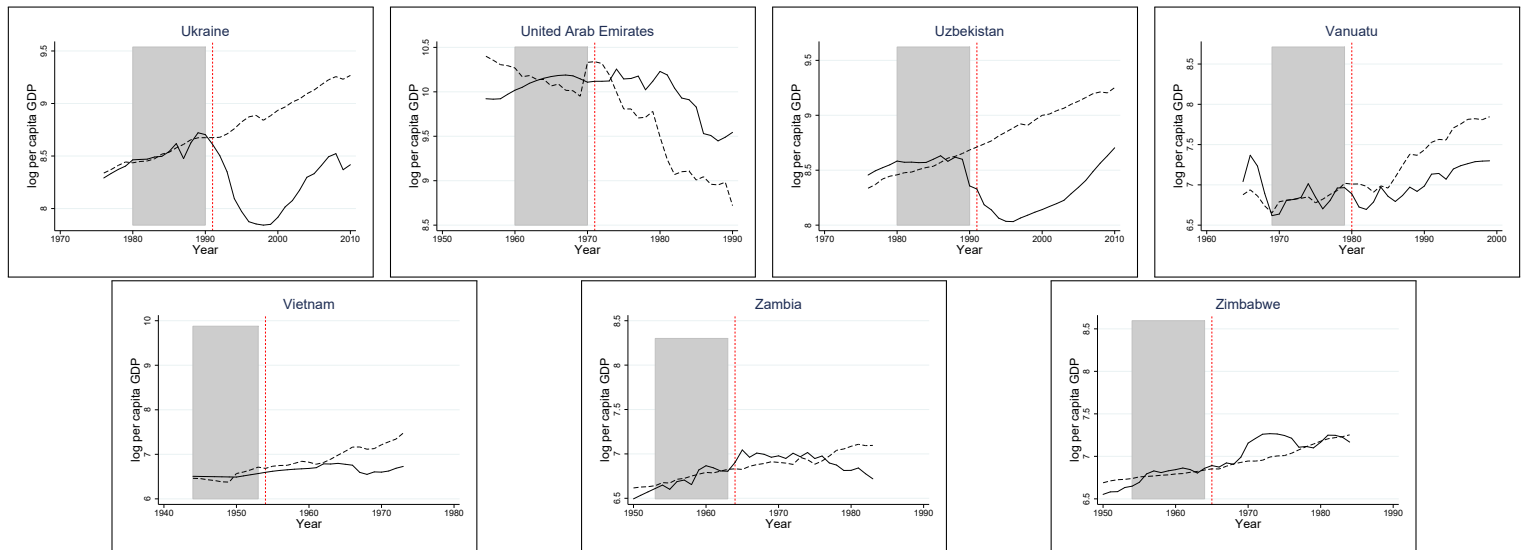 Ukraine
log per capita GDP
9.5
9
8.5
8
1970 1980 1990 2000 2010
Year
United Arab Emirates
log per capita GDP
10.5
10
9.5
9
8.5
1950 1960 1970 1980 1990
Year
Uzbekistan
log per capita GDP
9.5
9
8.5
8
1970 1980 1990 2000 2010
Year
Vanuatu
log per capita GDP
8.5
8
7.5
7
6.5
1960 1970 1980 1990 2000
Year
Vietnam
log per capita GDP
10
9
8
7
6
1940 1950 1960 1970 1980
Year
Zambia
log per capita GDP
8.5
8
7.5
7
6.5
1950 1960 1970 1980 1990
Year
Zimbabwe
log per capita GDP
8.5
8
7.5
7
6.5
1950 1960 1970 1980 1990
Year